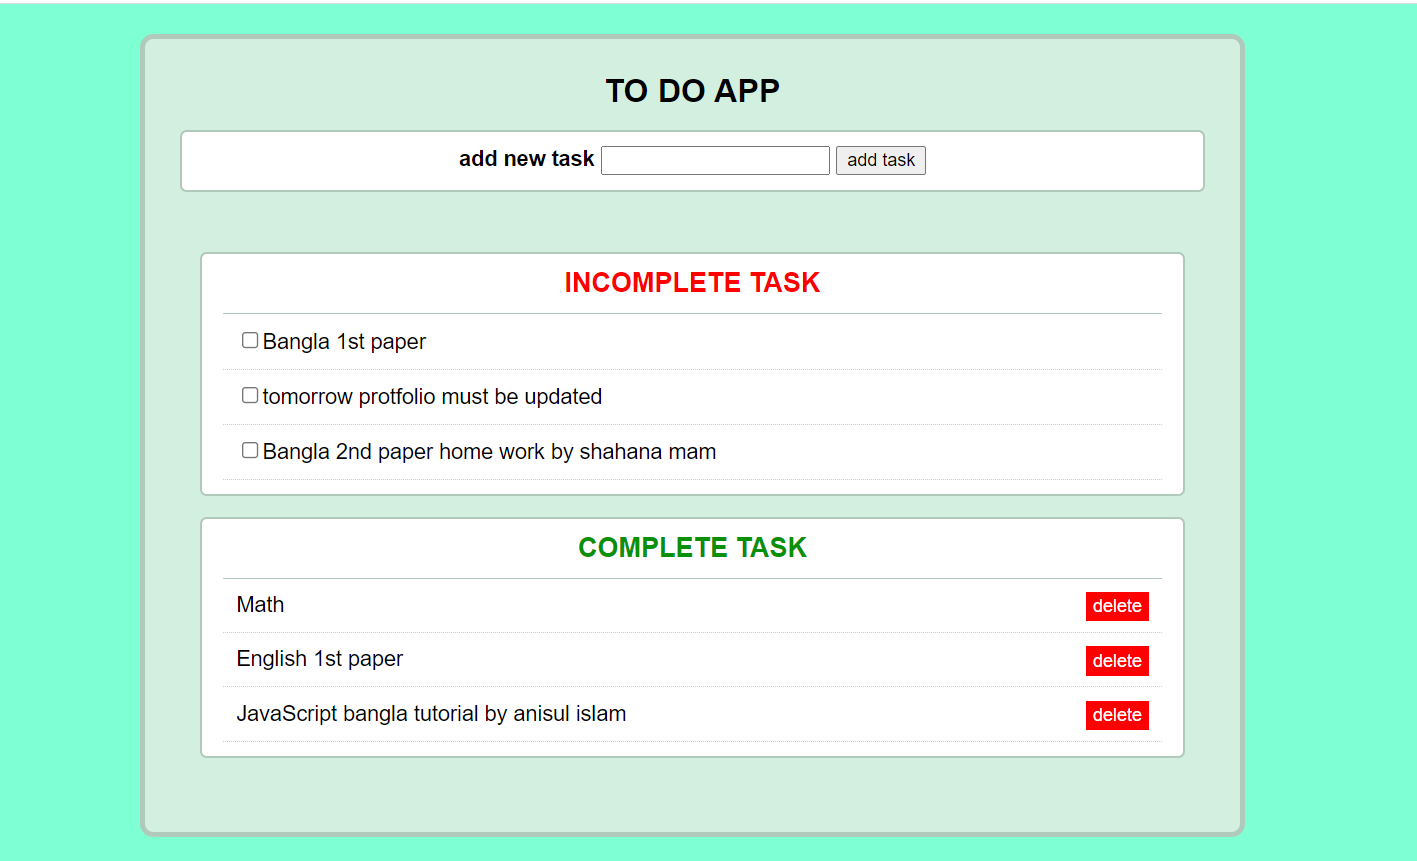 TO DO APP
add new task add task
INCOMPLETE TASK
Bangla 1st paper
tomorrow protfolio must be updated
Bangla 2nd paper home work by shahana mam
COMPLETE TASK
Math delete
English 1st paper delete
JavaScript bangla tutorial by anisul islam delete